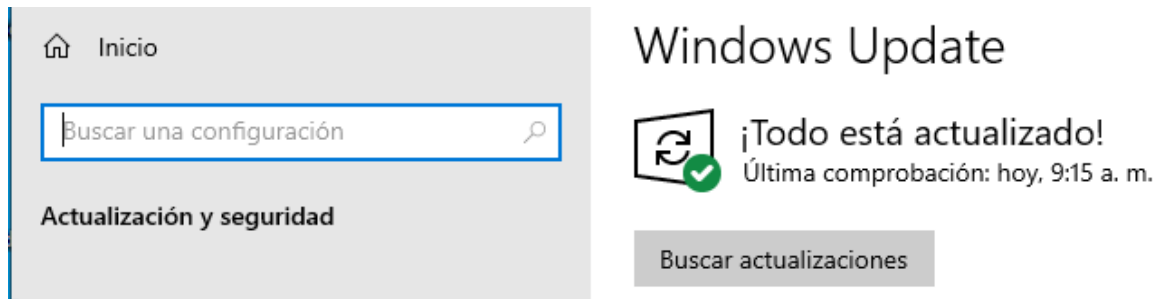 Inicio
Buscar una configuración
Actualización y seguridad
Windows Update
¡Todo está actualizado!
Última comprobación: hoy, 9:15 a. m.
Buscar actualizaciones